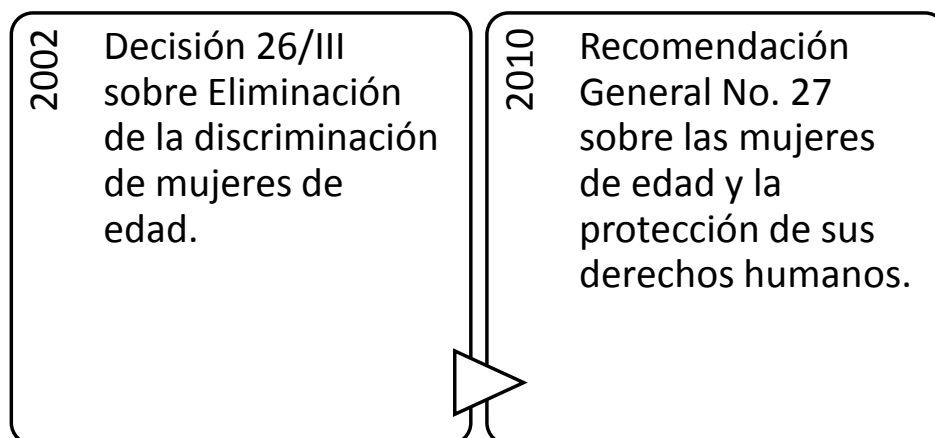 2002
Decisión 26/III
sobre Eliminación
de la discriminación
de mujeres de
edad.
2010
Recomendación
General No. 27
sobre las mujeres
de edad y la
protección de sus
derechos humanos.